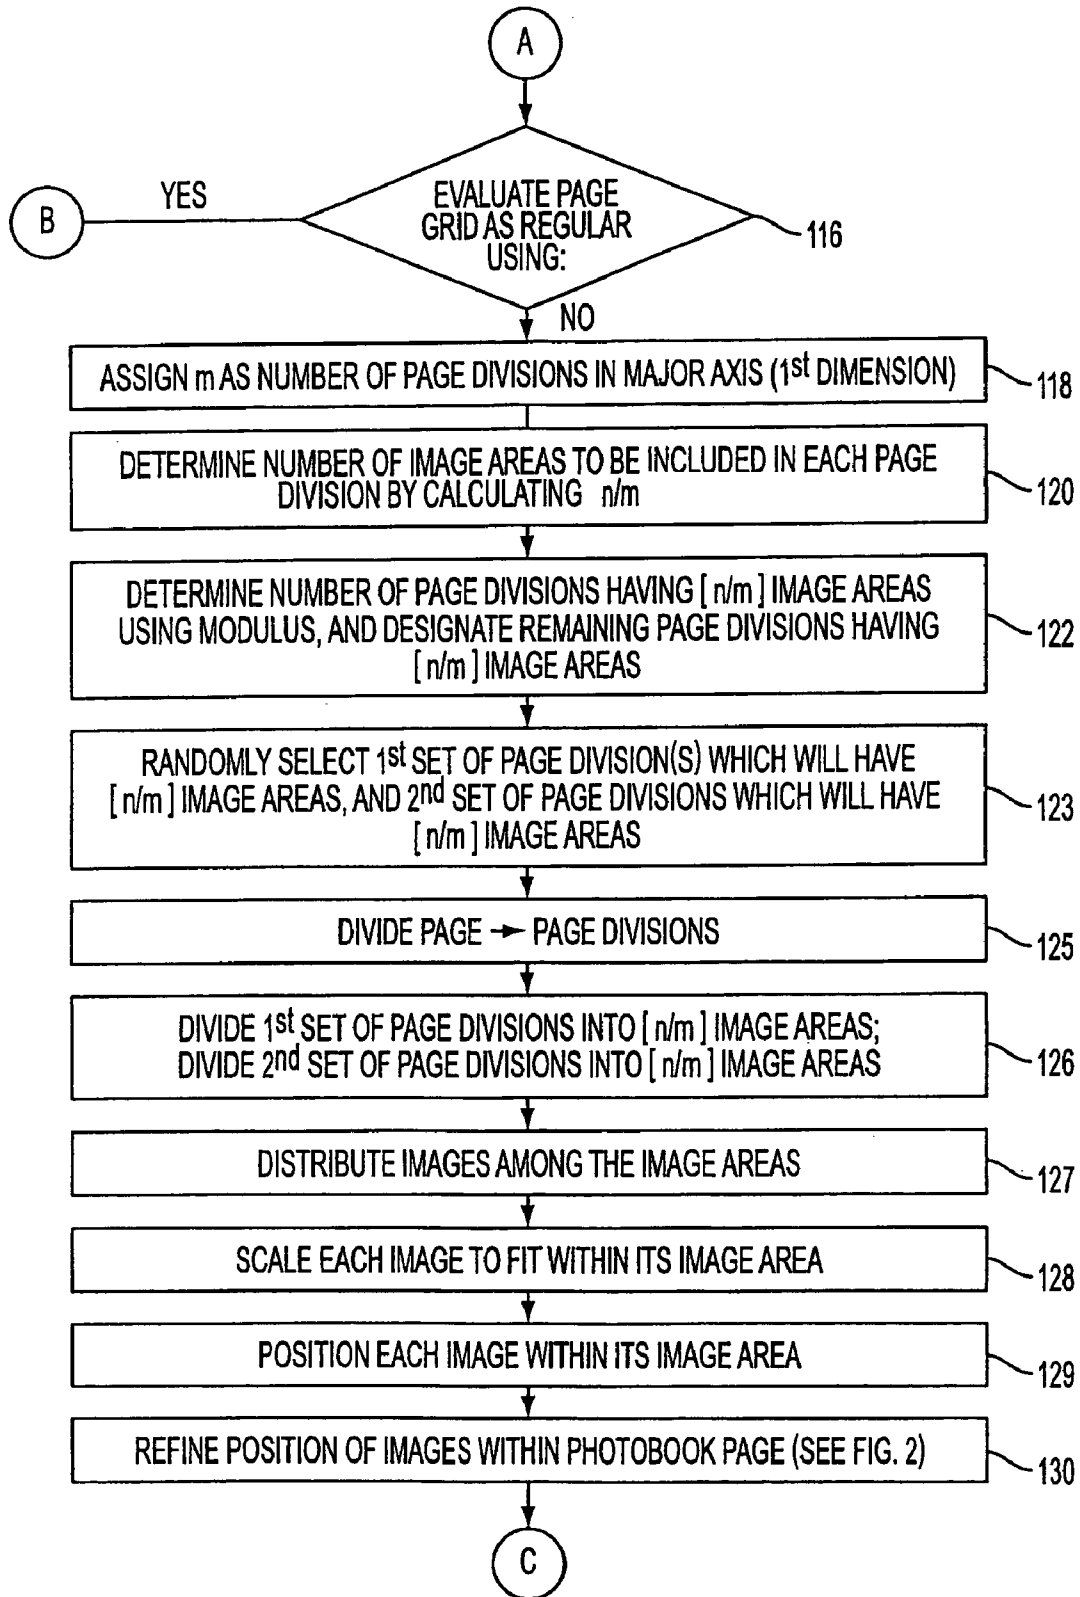 A
EVALUATE PAGE
GRID AS REGULAR
USING:
116
YES
B
NO
ASSIGN m AS NUMBER OF PAGE DIVISIONS IN MAJOR AXIS (1st DIMENSION)
118
DETERMINE NUMBER OF IMAGE AREAS TO BE INCLUDED IN EACH PAGE
DIVISION BY CALCULATING n/m
120
DETERMINE NUMBER OF PAGE DIVISIONS HAVING [ n/m ] IMAGE AREAS
USING MODULUS, AND DESIGNATE REMAINING PAGE DIVISIONS HAVING
[ n/m ] IMAGE AREAS
122
RANDOMLY SELECT 1st SET OF PAGE DIVISION(S) WHICH WILL HAVE
[ n/m ] IMAGE AREAS, AND 2nd SET OF PAGE DIVISIONS WHICH WILL HAVE
[ n/m ] IMAGE AREAS
123
DIVIDE PAGE → PAGE DIVISIONS
125
DIVIDE 1st SET OF PAGE DIVISIONS INTO [ n/m ] IMAGE AREAS;
DIVIDE 2nd SET OF PAGE DIVISIONS INTO [ n/m ] IMAGE AREAS
126
DISTRIBUTE IMAGES AMONG THE IMAGE AREAS
127
SCALE EACH IMAGE TO FIT WITHIN ITS IMAGE AREA
128
POSITION EACH IMAGE WITHIN ITS IMAGE AREA
129
REFINE POSITION OF IMAGES WITHIN PHOTOBOOK PAGE (SEE FIG. 2)
130
C